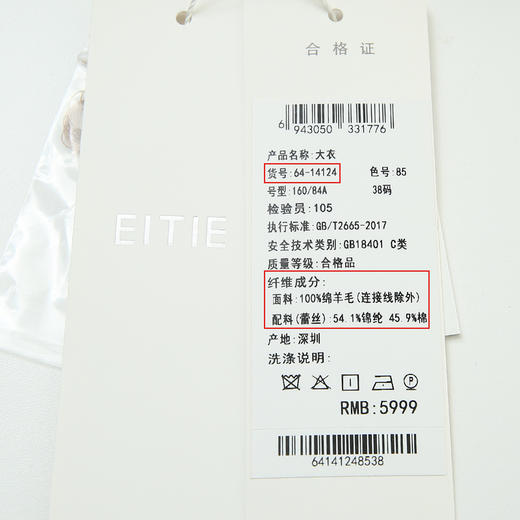 合格证
6 943050 331776
产品名称:大衣
货号:64-14124 色号:85
号型:160/84A 38码
检验员:105
执行标准:GB/T2665-2017
安全技术类别:GB18401 C类
质量等级:合格品
纤维成分:
面料:100%绵羊毛(连接线除外)
配料(蕾丝):54.1%锦纶 45.9%棉
产地:深圳
洗涤说明:
RMB:5999
64141248538
EITIE